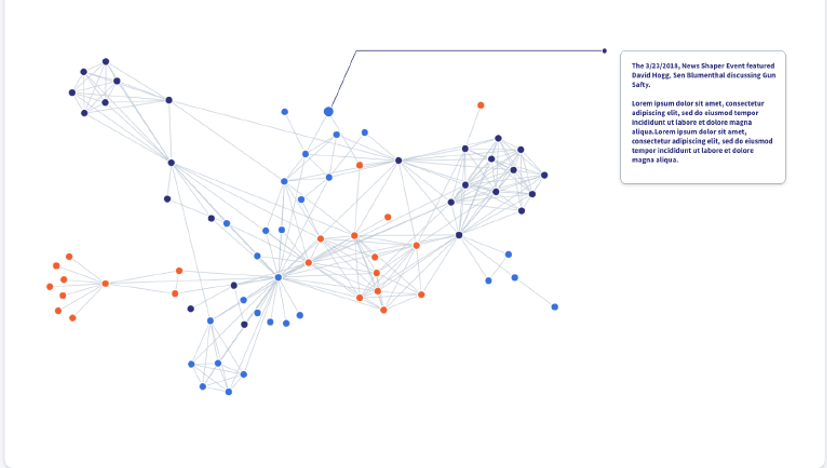 The 3/23/2018, News Shaper Event featured
David Hogg, Sen Blumenthal discussing Gun
Safty.
Lorem ipsum dolor sit amet, consectetur
adipiscing elit, sed do eiusmod tempor
incididunt ut labore et dolore magna
aliqua.Lorem ipsum dolor sit amet,
consectetur adipiscing elit, sed do eiusmod
tempor incididunt ut labore et dolore
magna aliqua.